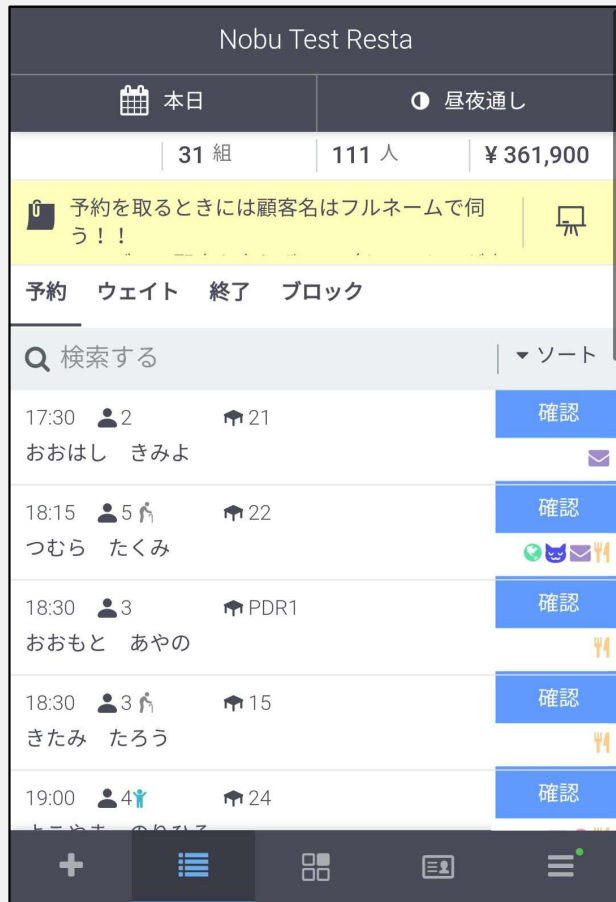 Nobu Test Resta
本日 昼夜通し
31 組 111 人 ¥ 361,900
予約を取るときには顧客名はフルネームで伺
う！！
予約 ウェイト 終了 ブロック
検索する ソート
17:30 2 21 確認
おおはし きみよ
18:15 5 22 確認
つむら たくみ
18:30 3 PDR1 確認
おおもと あやの
18:30 3 15 確認
きたみ たろう
19:00 4 24 確認